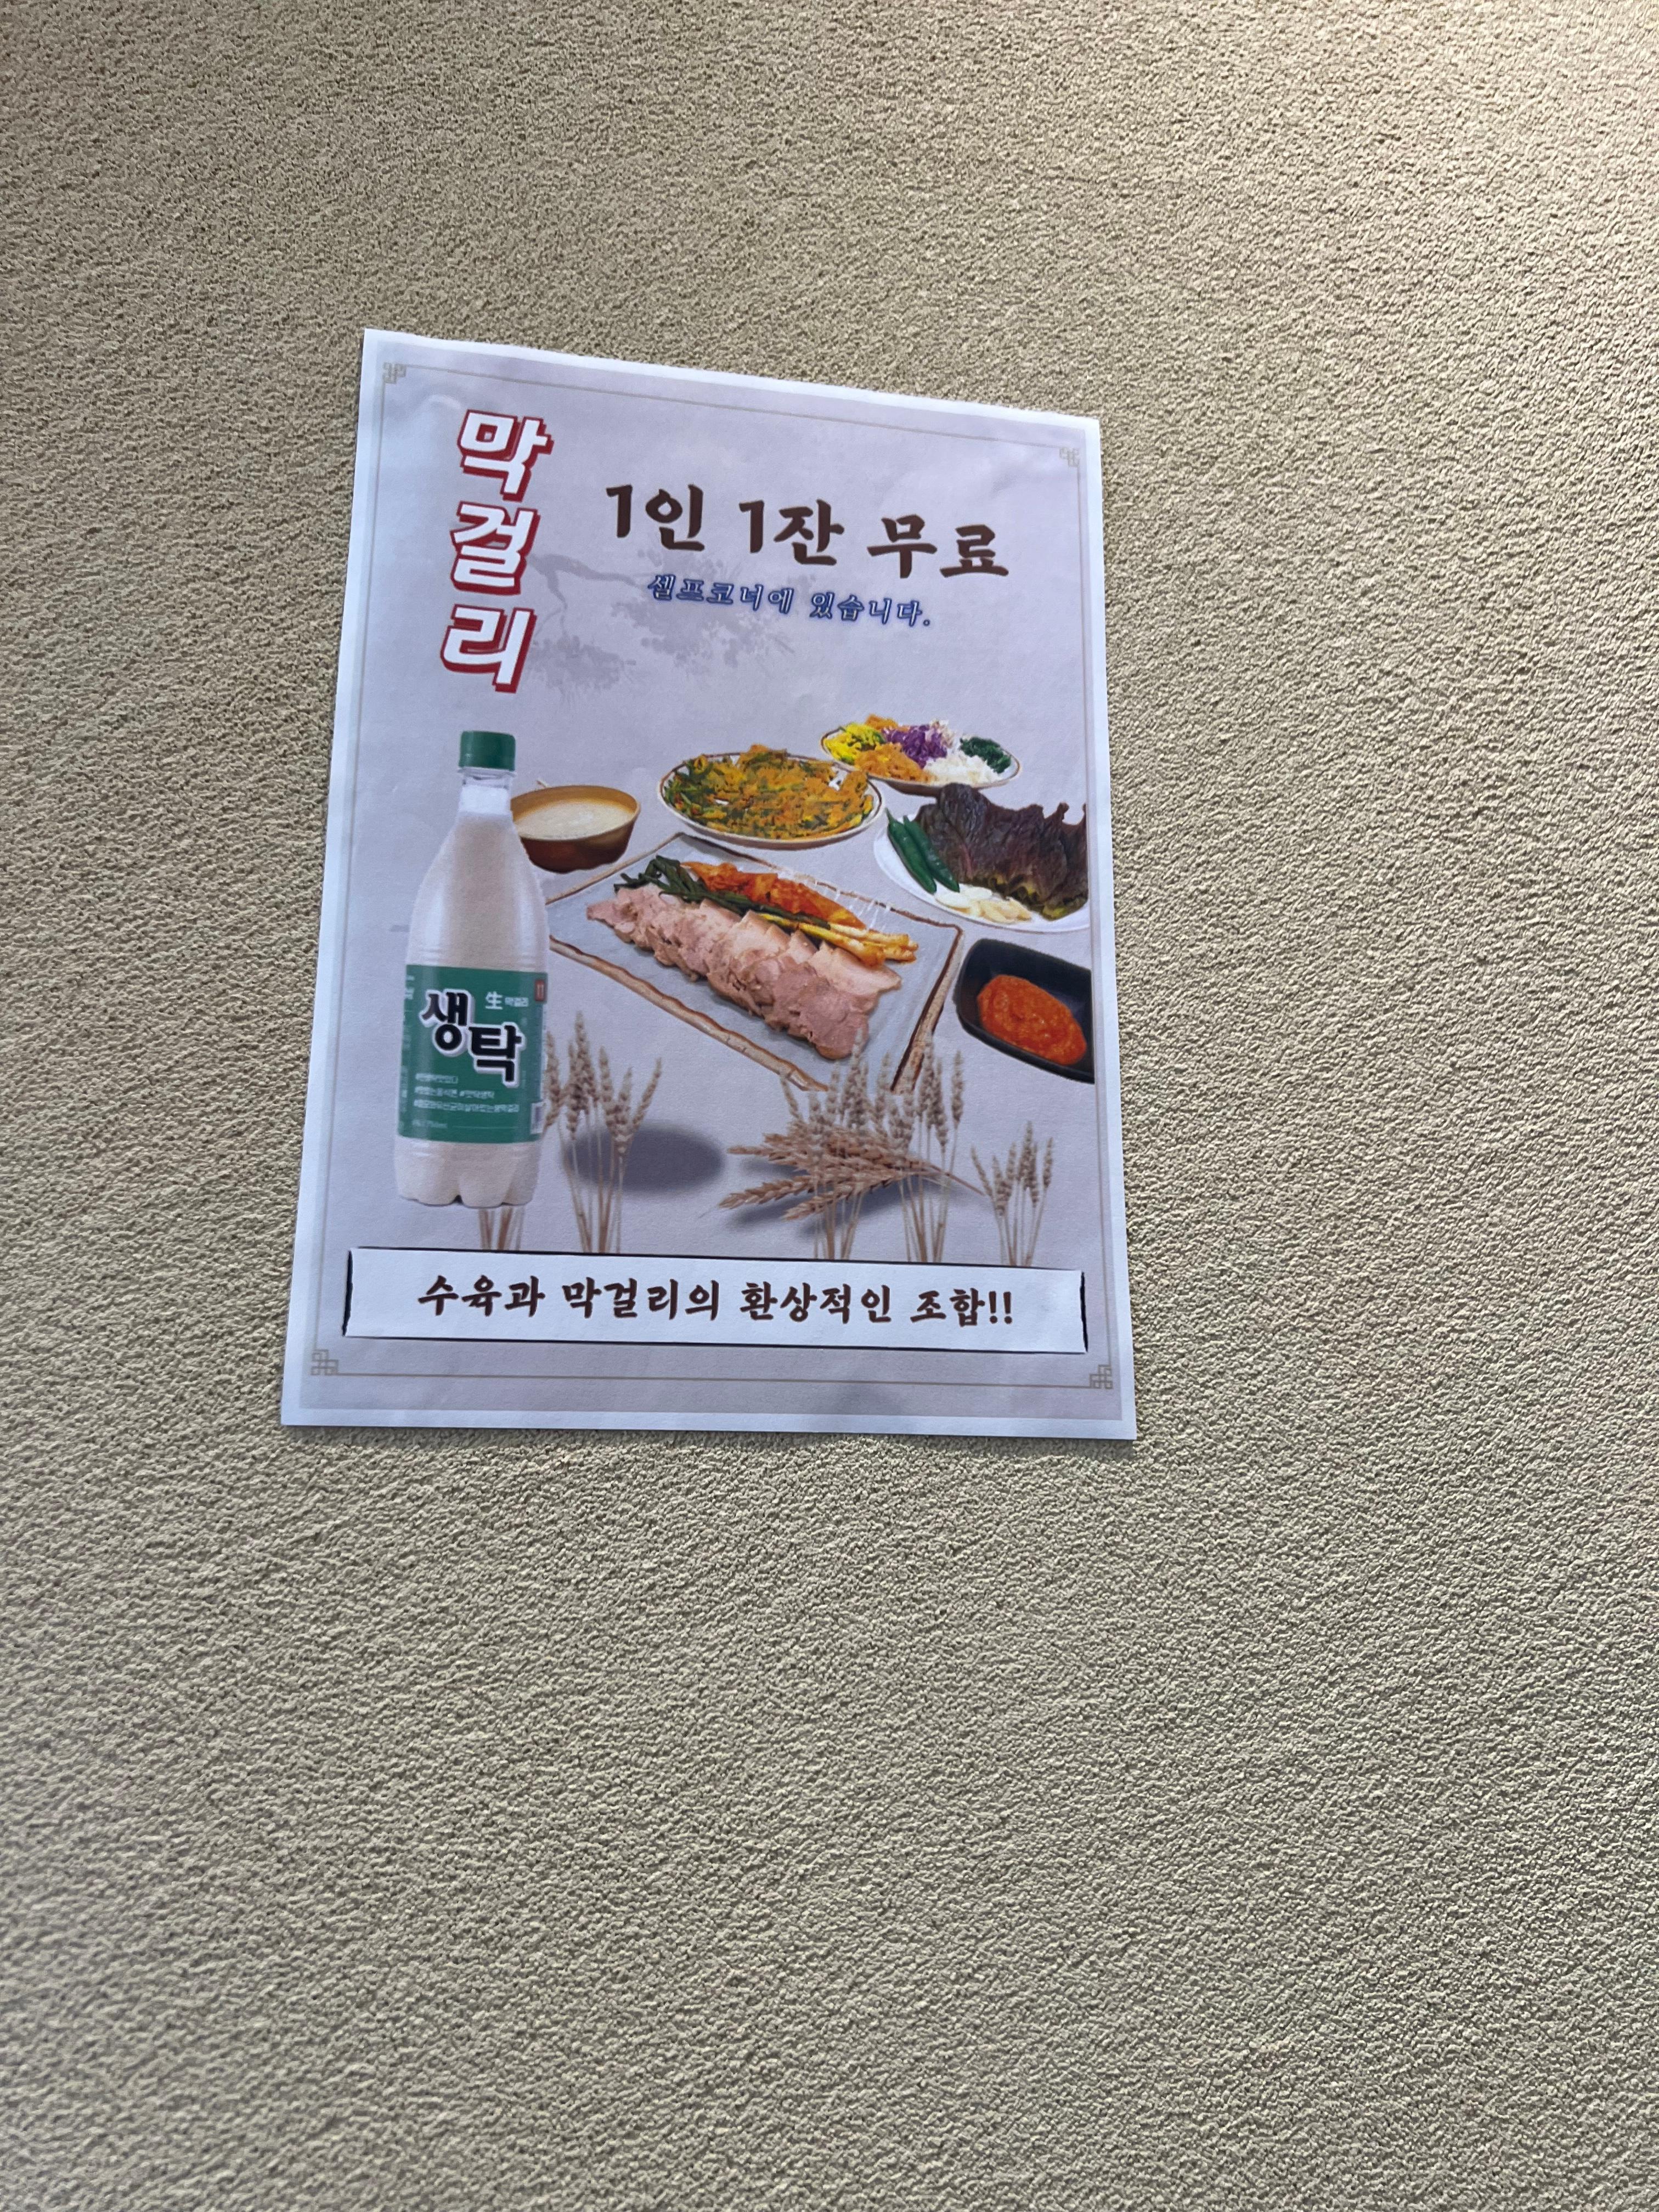 막걸리
1인 1잔 무료
셀프코너에 있습니다.
生 막걸리
생탁
수육과 막걸리의 환상적인 조합!!